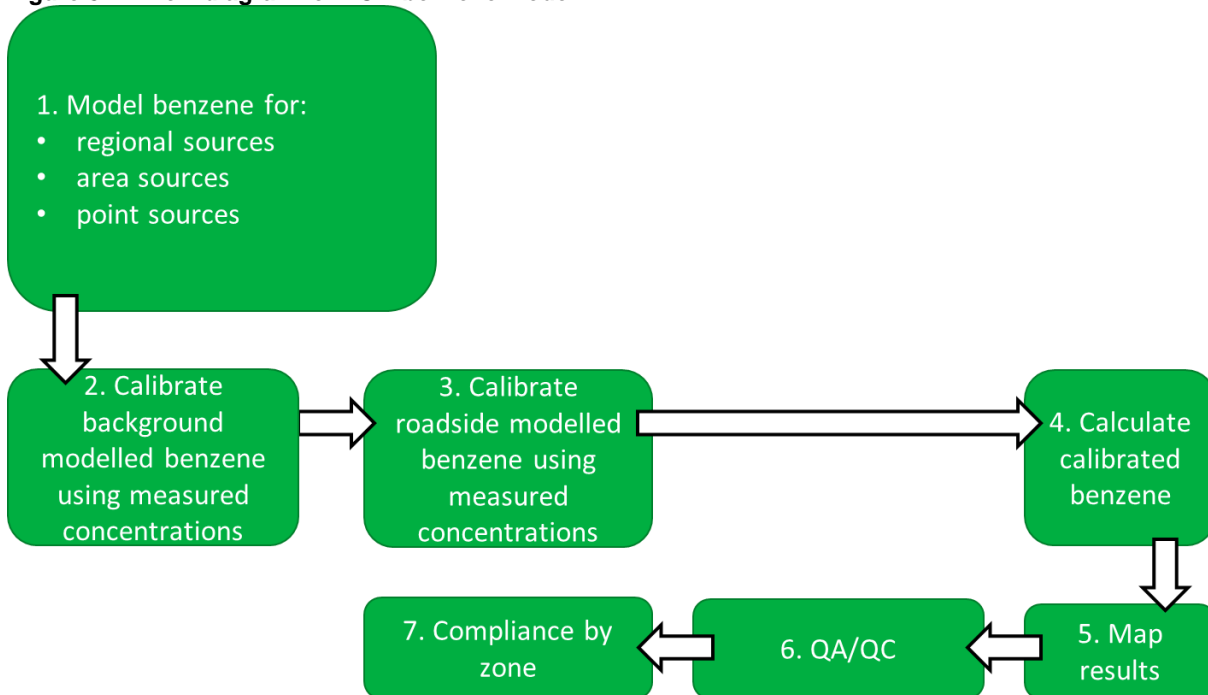 1. Model benzene for:
• regional sources
• area sources
• point sources
2. Calibrate
background
modelled benzene
using measured
concentrations
3. Calibrate
roadside modelled
benzene using
measured
concentrations
4. Calculate
calibrated
benzene
5. Map
results
6. QA/QC
7. Compliance by
zone